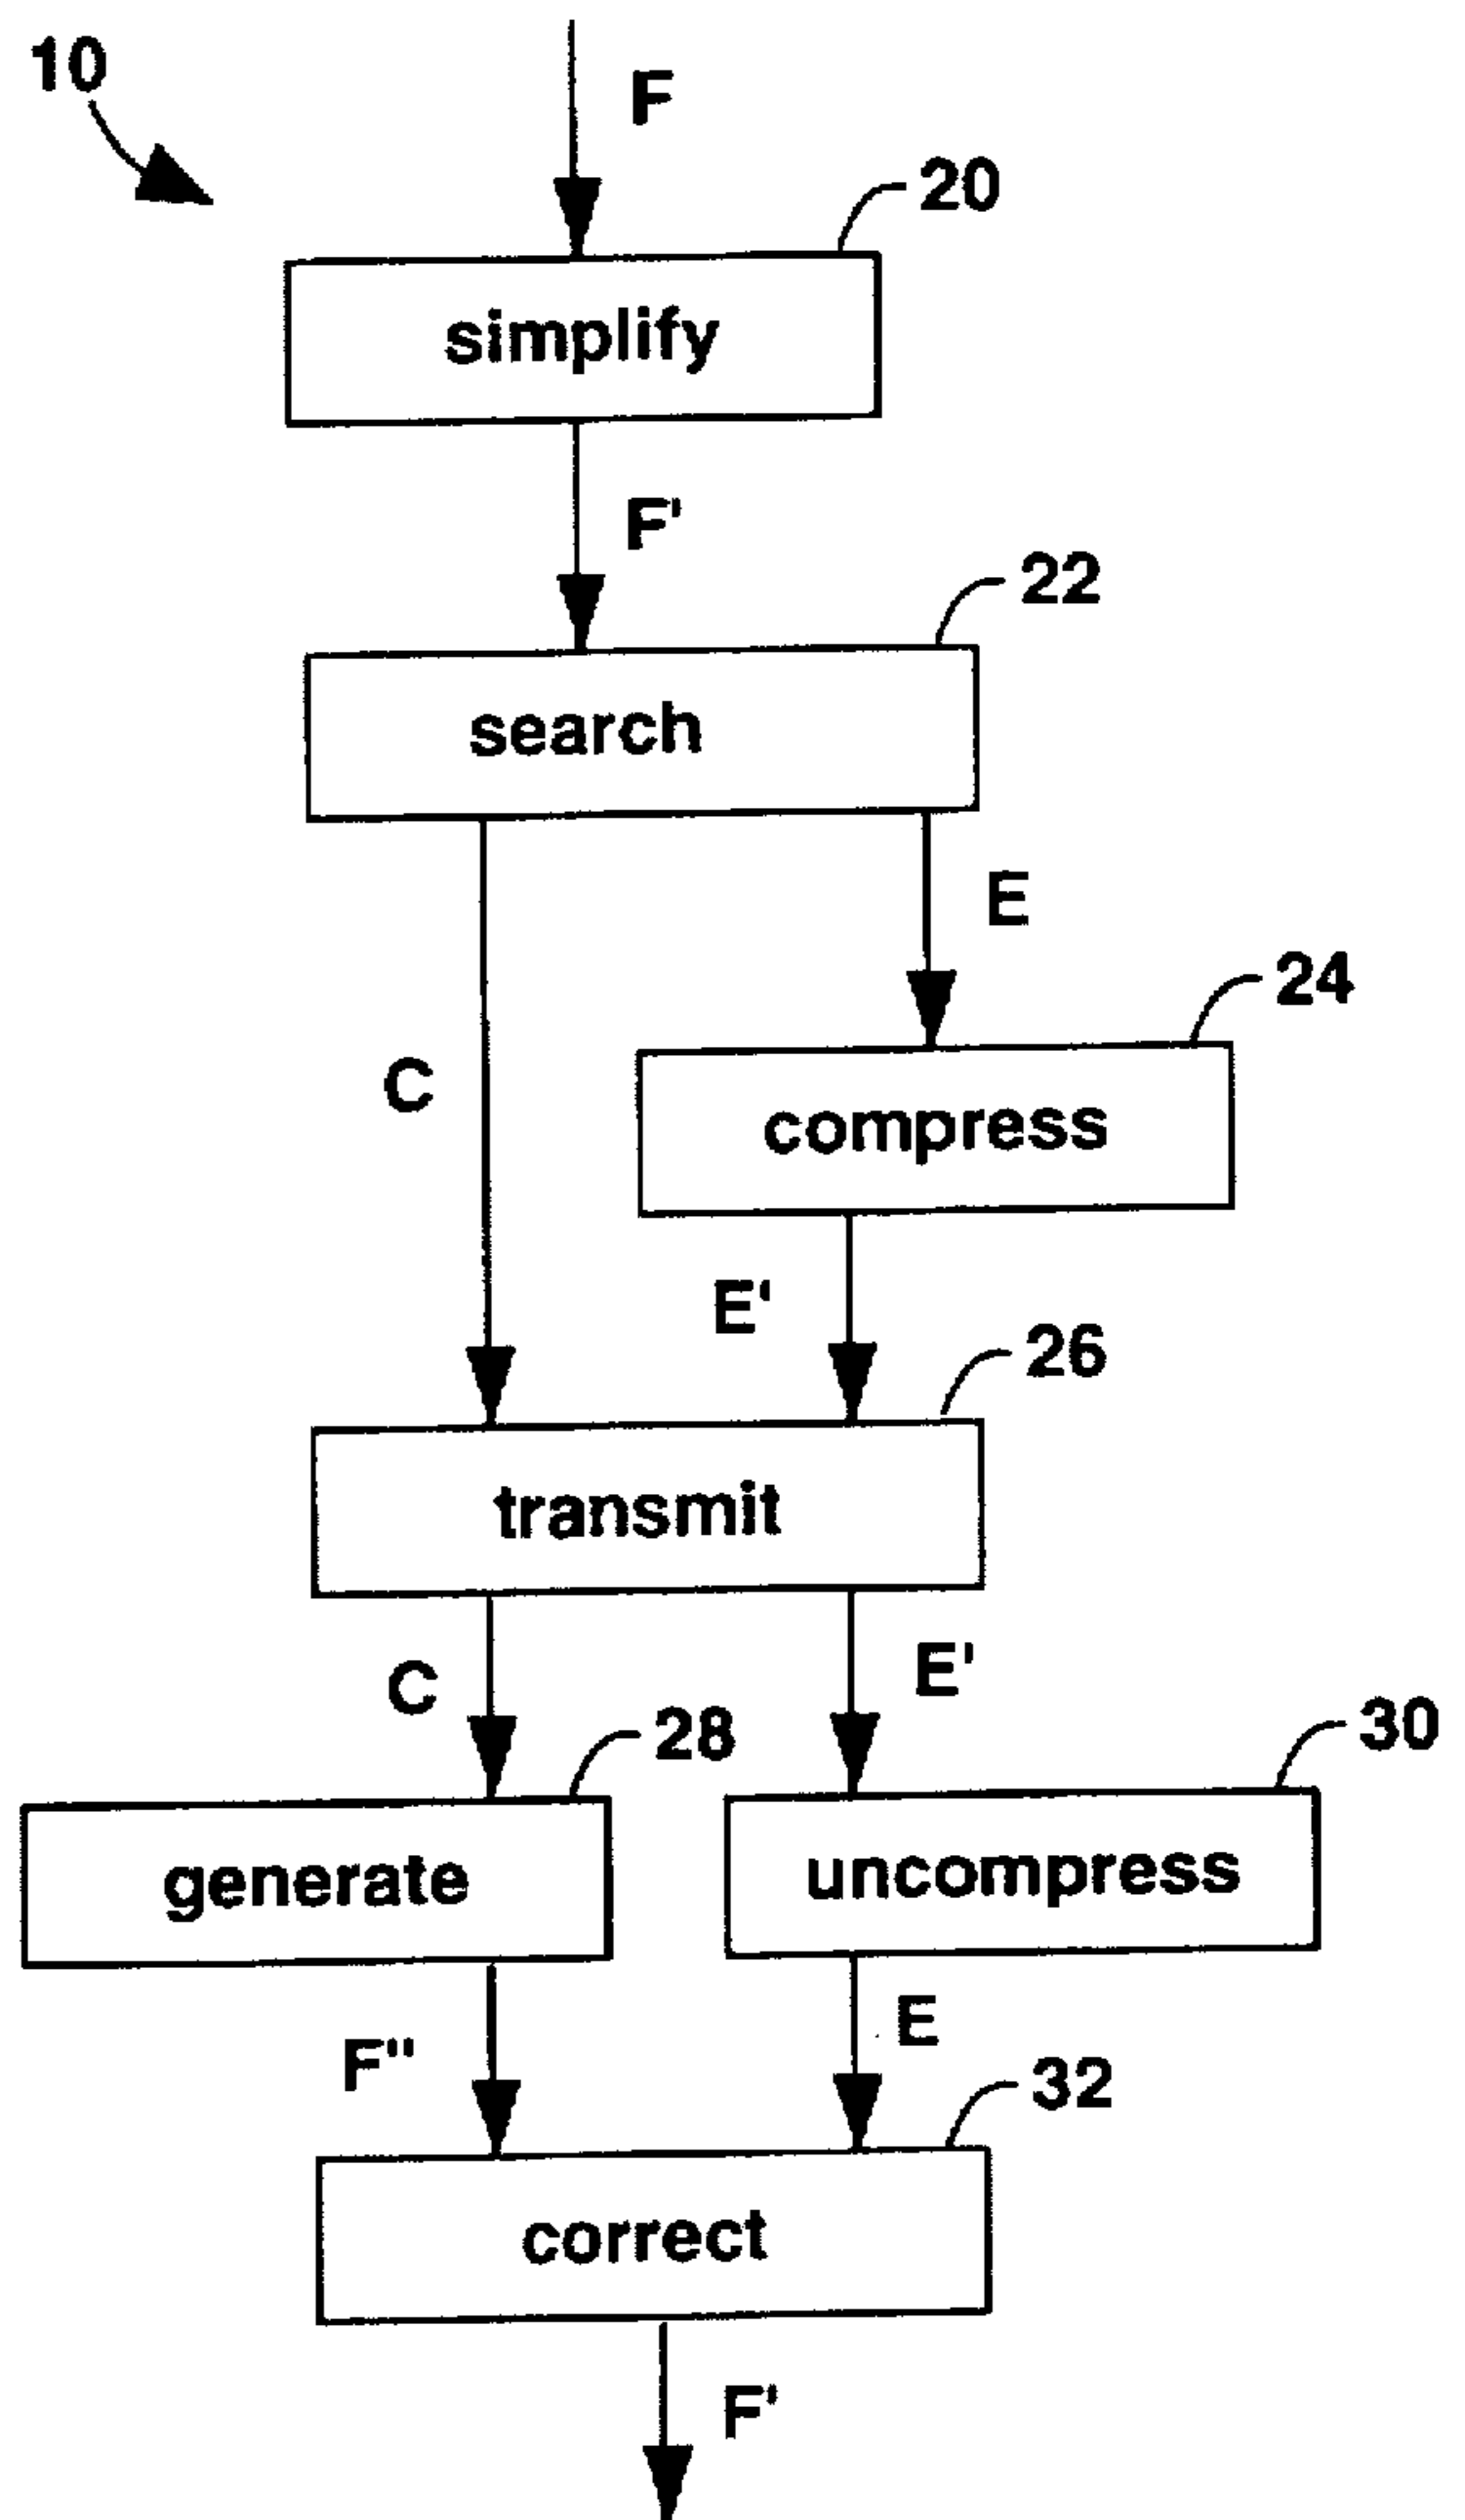 10
F
20
simplify
F'
22
search
E
24
C
compress
E'
26
transmit
C
E'
28
30
generate
uncompress
F''
E
32
correct
F'